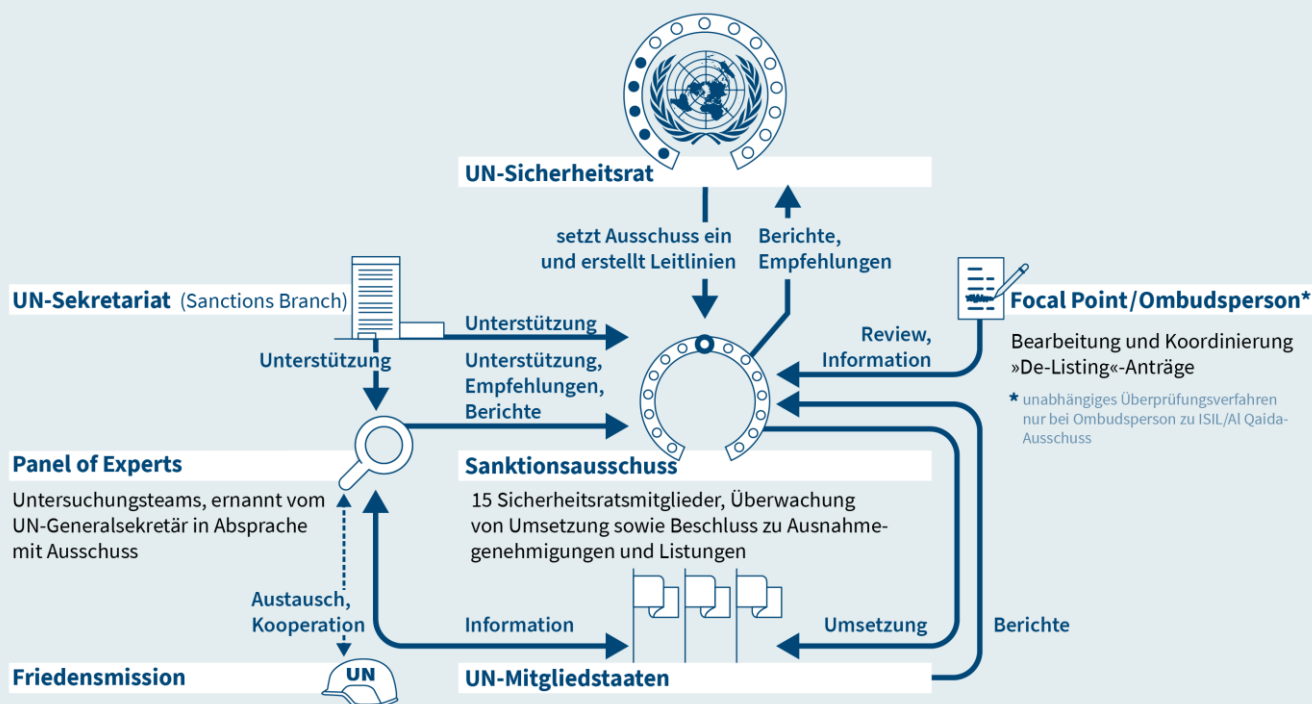 UN-Sicherheitsrat
setzt Ausschuss ein
und erstellt Leitlinien
Berichte,
Empfehlungen
UN-Sekretariat (Sanctions Branch)
Unterstützung
Unterstützung
Unterstützung,
Empfehlungen,
Berichte
Review,
Information
Focal Point/Ombudsperson*
Bearbeitung und Koordinierung
»De-Listing«-Anträge
* unabhängiges Überprüfungsverfahren
nur bei Ombudsperson zu ISIL/Al Qaida-
Ausschuss
Panel of Experts
Untersuchungsteams, ernannt vom
UN-Generalsekretär in Absprache
mit Ausschuss
Sanktionsausschuss
15 Sicherheitsratsmitglieder, Überwachung
von Umsetzung sowie Beschluss zu Ausnahme-
genehmigungen und Listungen
Austausch,
Kooperation
Information
Umsetzung
Berichte
Friedensmission
UN
UN-Mitgliedstaaten